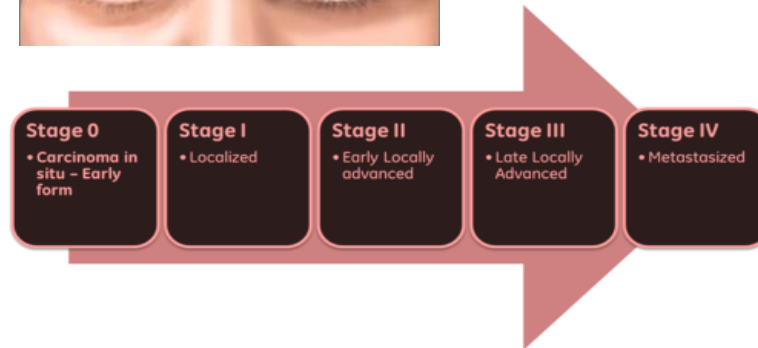 Stage 0
• Carcinoma in
situ – Early
form
Stage I
• Localized
Stage II
• Early Locally
advanced
Stage III
• Late Locally
Advanced
Stage IV
• Metastasized